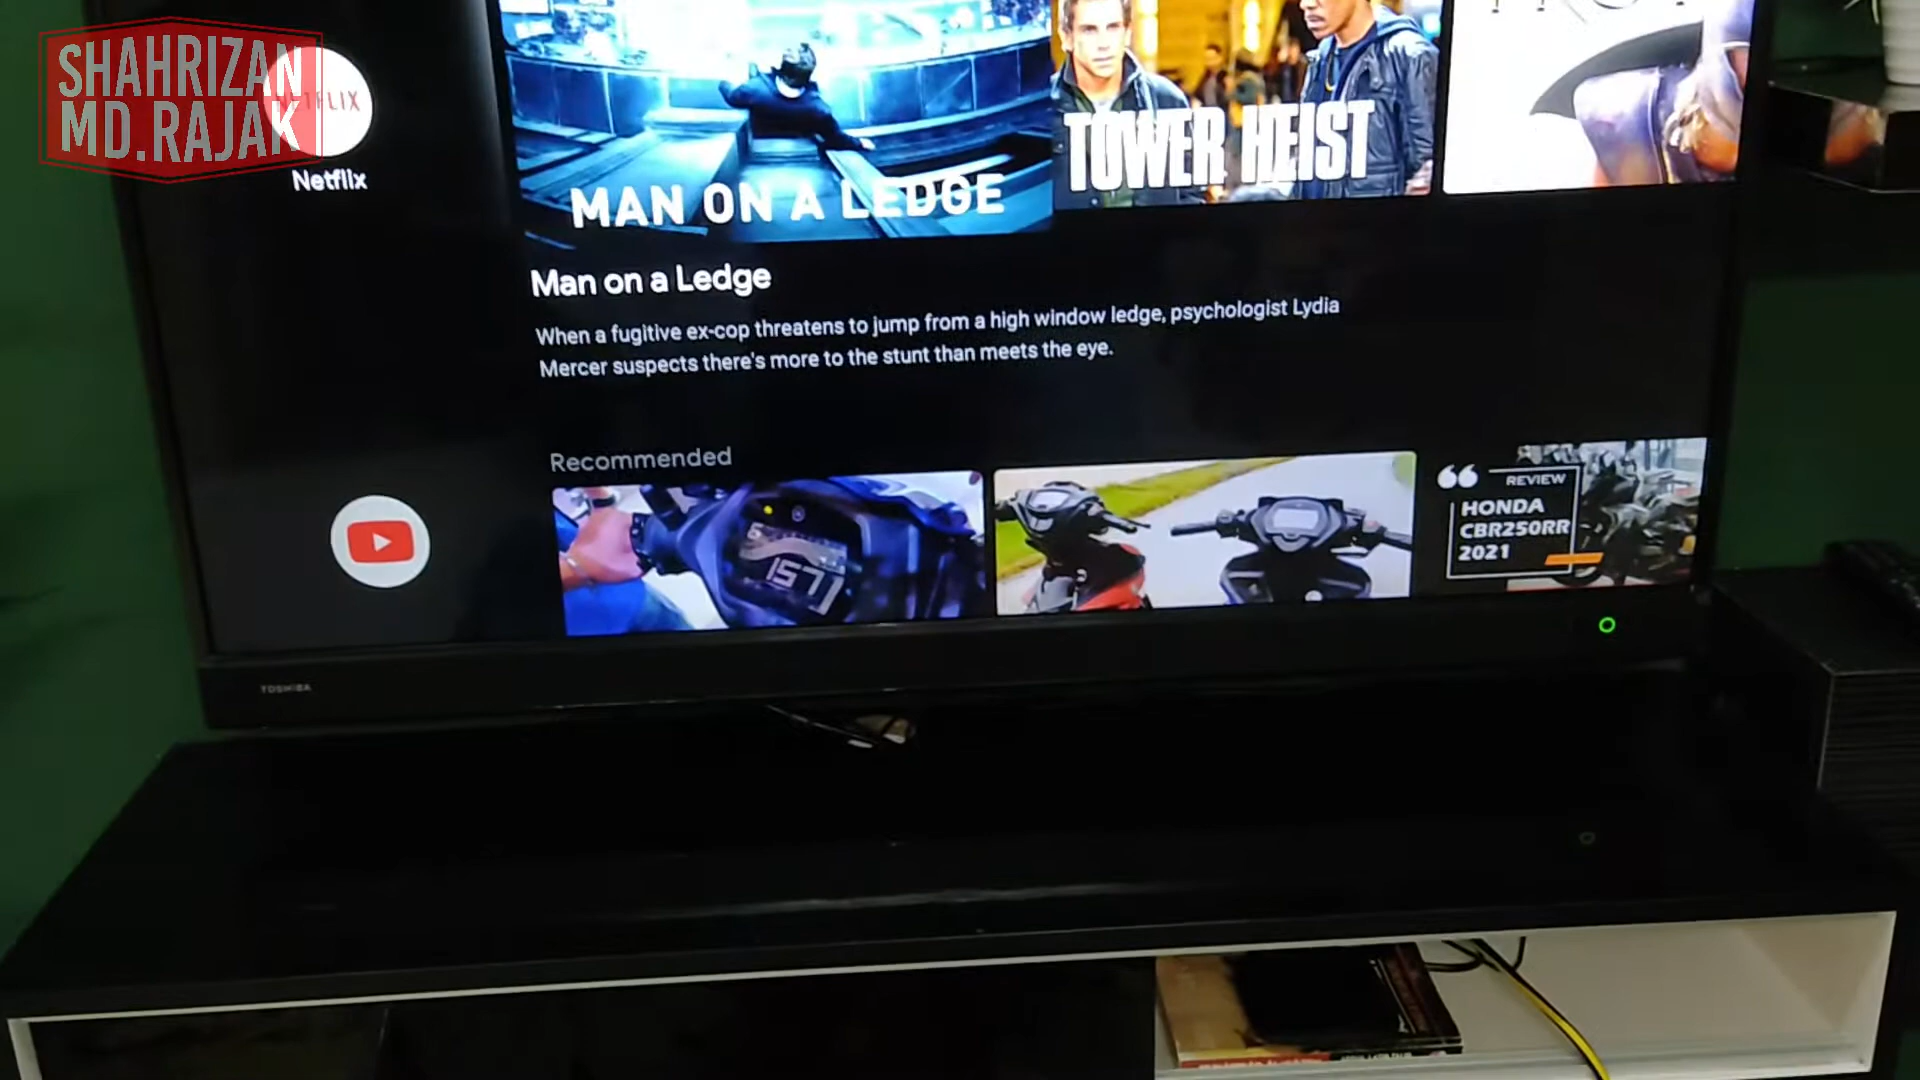 SHAHRIZAN
MD.RAJAK
NETFLIX
Netflix
MAN ON A LEDGE
TOWER HEIST
Man on a Ledge
When a fugitive ex-cop threatens to jump from a high window ledge, psychologist Lydia
Mercer suspects there's more to the stunt than meets the eye.
Recommended
1571
REVIEW
HONDA
CBR250RR
2021
TOSHIBA